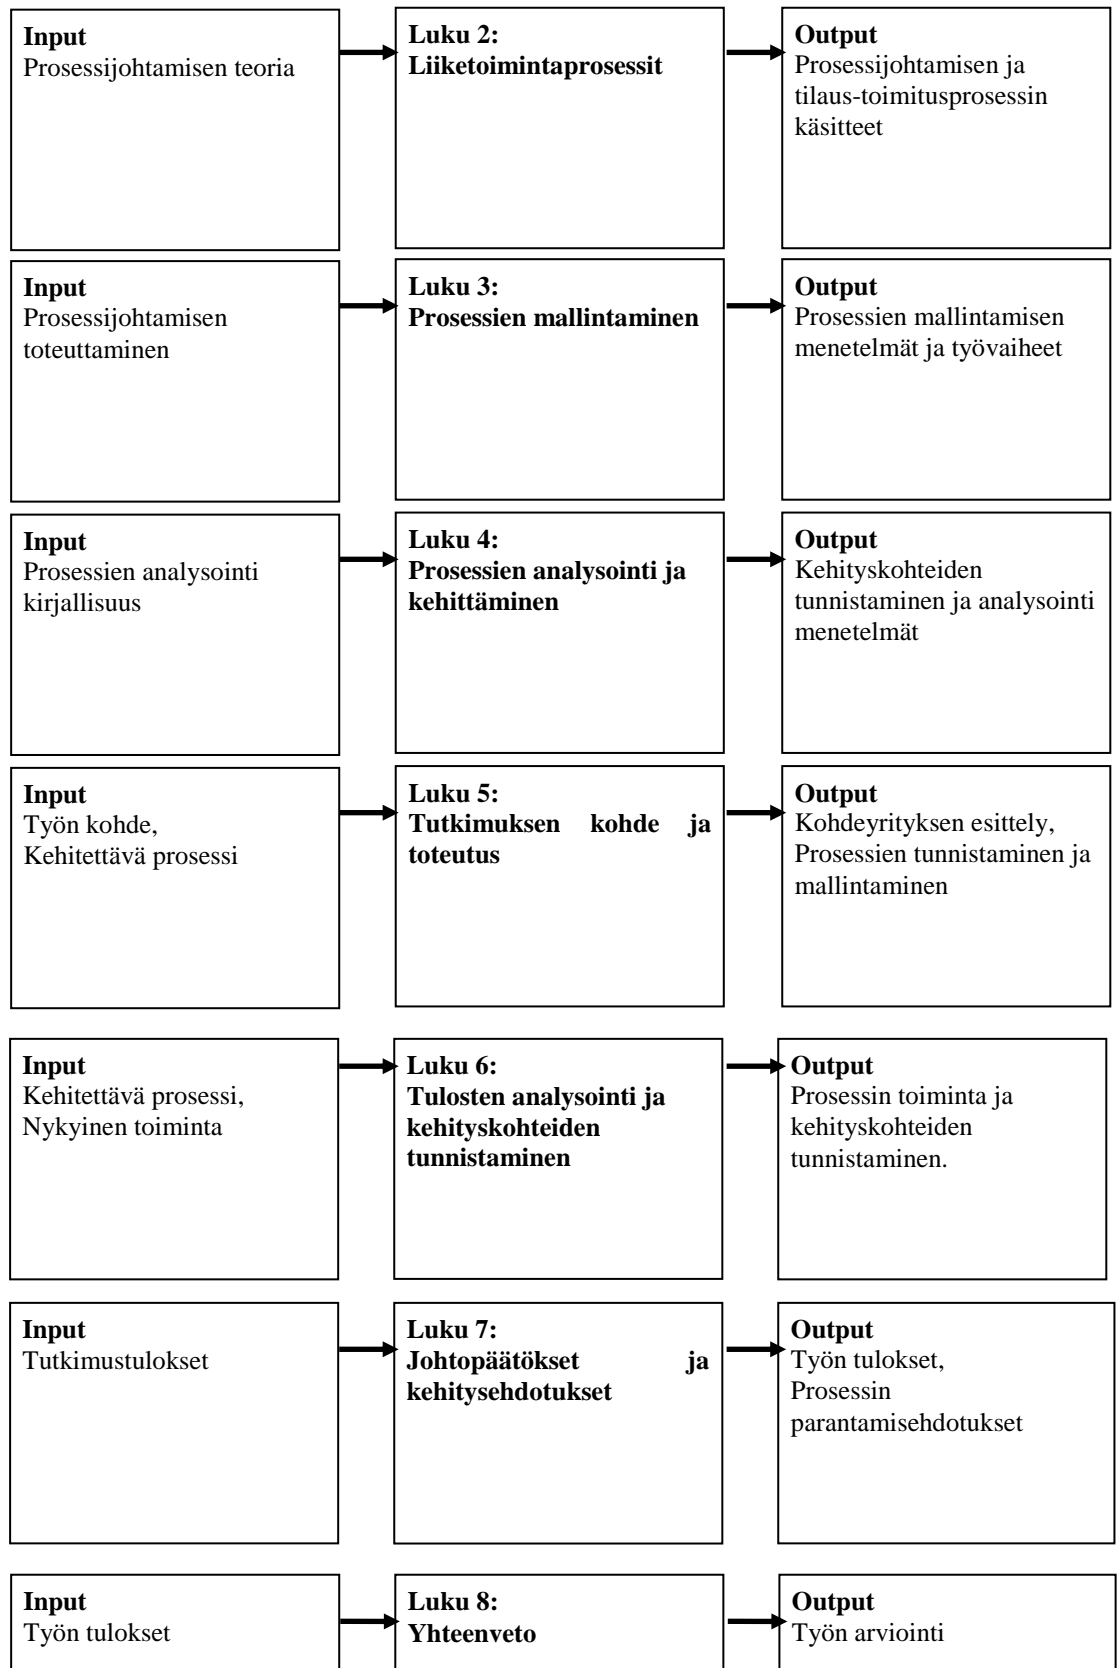 Input
Prosessijohtamisen teoria
Luku 2:
Liiketoimintaprosessit
Output
Prosessijohtamisen ja
tilaus-toimitusprosessin
käsitteet
Input
Prosessijohtamisen
toteuttaminen
Luku 3:
Prosessien mallintaminen
Output
Prosessien mallintamisen
menetelmät ja työvaiheet
Input
Prosessien analysointi
kirjallisuus
Luku 4:
Prosessien analysointi ja
kehittäminen
Output
Kehityskohteiden
tunnistaminen ja analysointi
menetelmät
Input
Työn kohde,
Kehitettävä prosessi
Luku 5:
Tutkimuksen kohde ja
toteutus
Output
Kohdeyrityksen esittely,
Prosessien tunnistaminen ja
mallintaminen
Input
Kehitettävä prosessi,
Nykyinen toiminta
Luku 6:
Tulosten analysointi ja
kehityskohteiden
tunnistaminen
Output
Prosessin toiminta ja
kehityskohteiden
tunnistaminen.
Input
Tutkimustulokset
Luku 7:
Johtopäätökset ja
kehitysehdotukset
Output
Työn tulokset,
Prosessin
parantamisehdotukset
Input
Työn tulokset
Luku 8:
Yhteenveto
Output
Työn arviointi